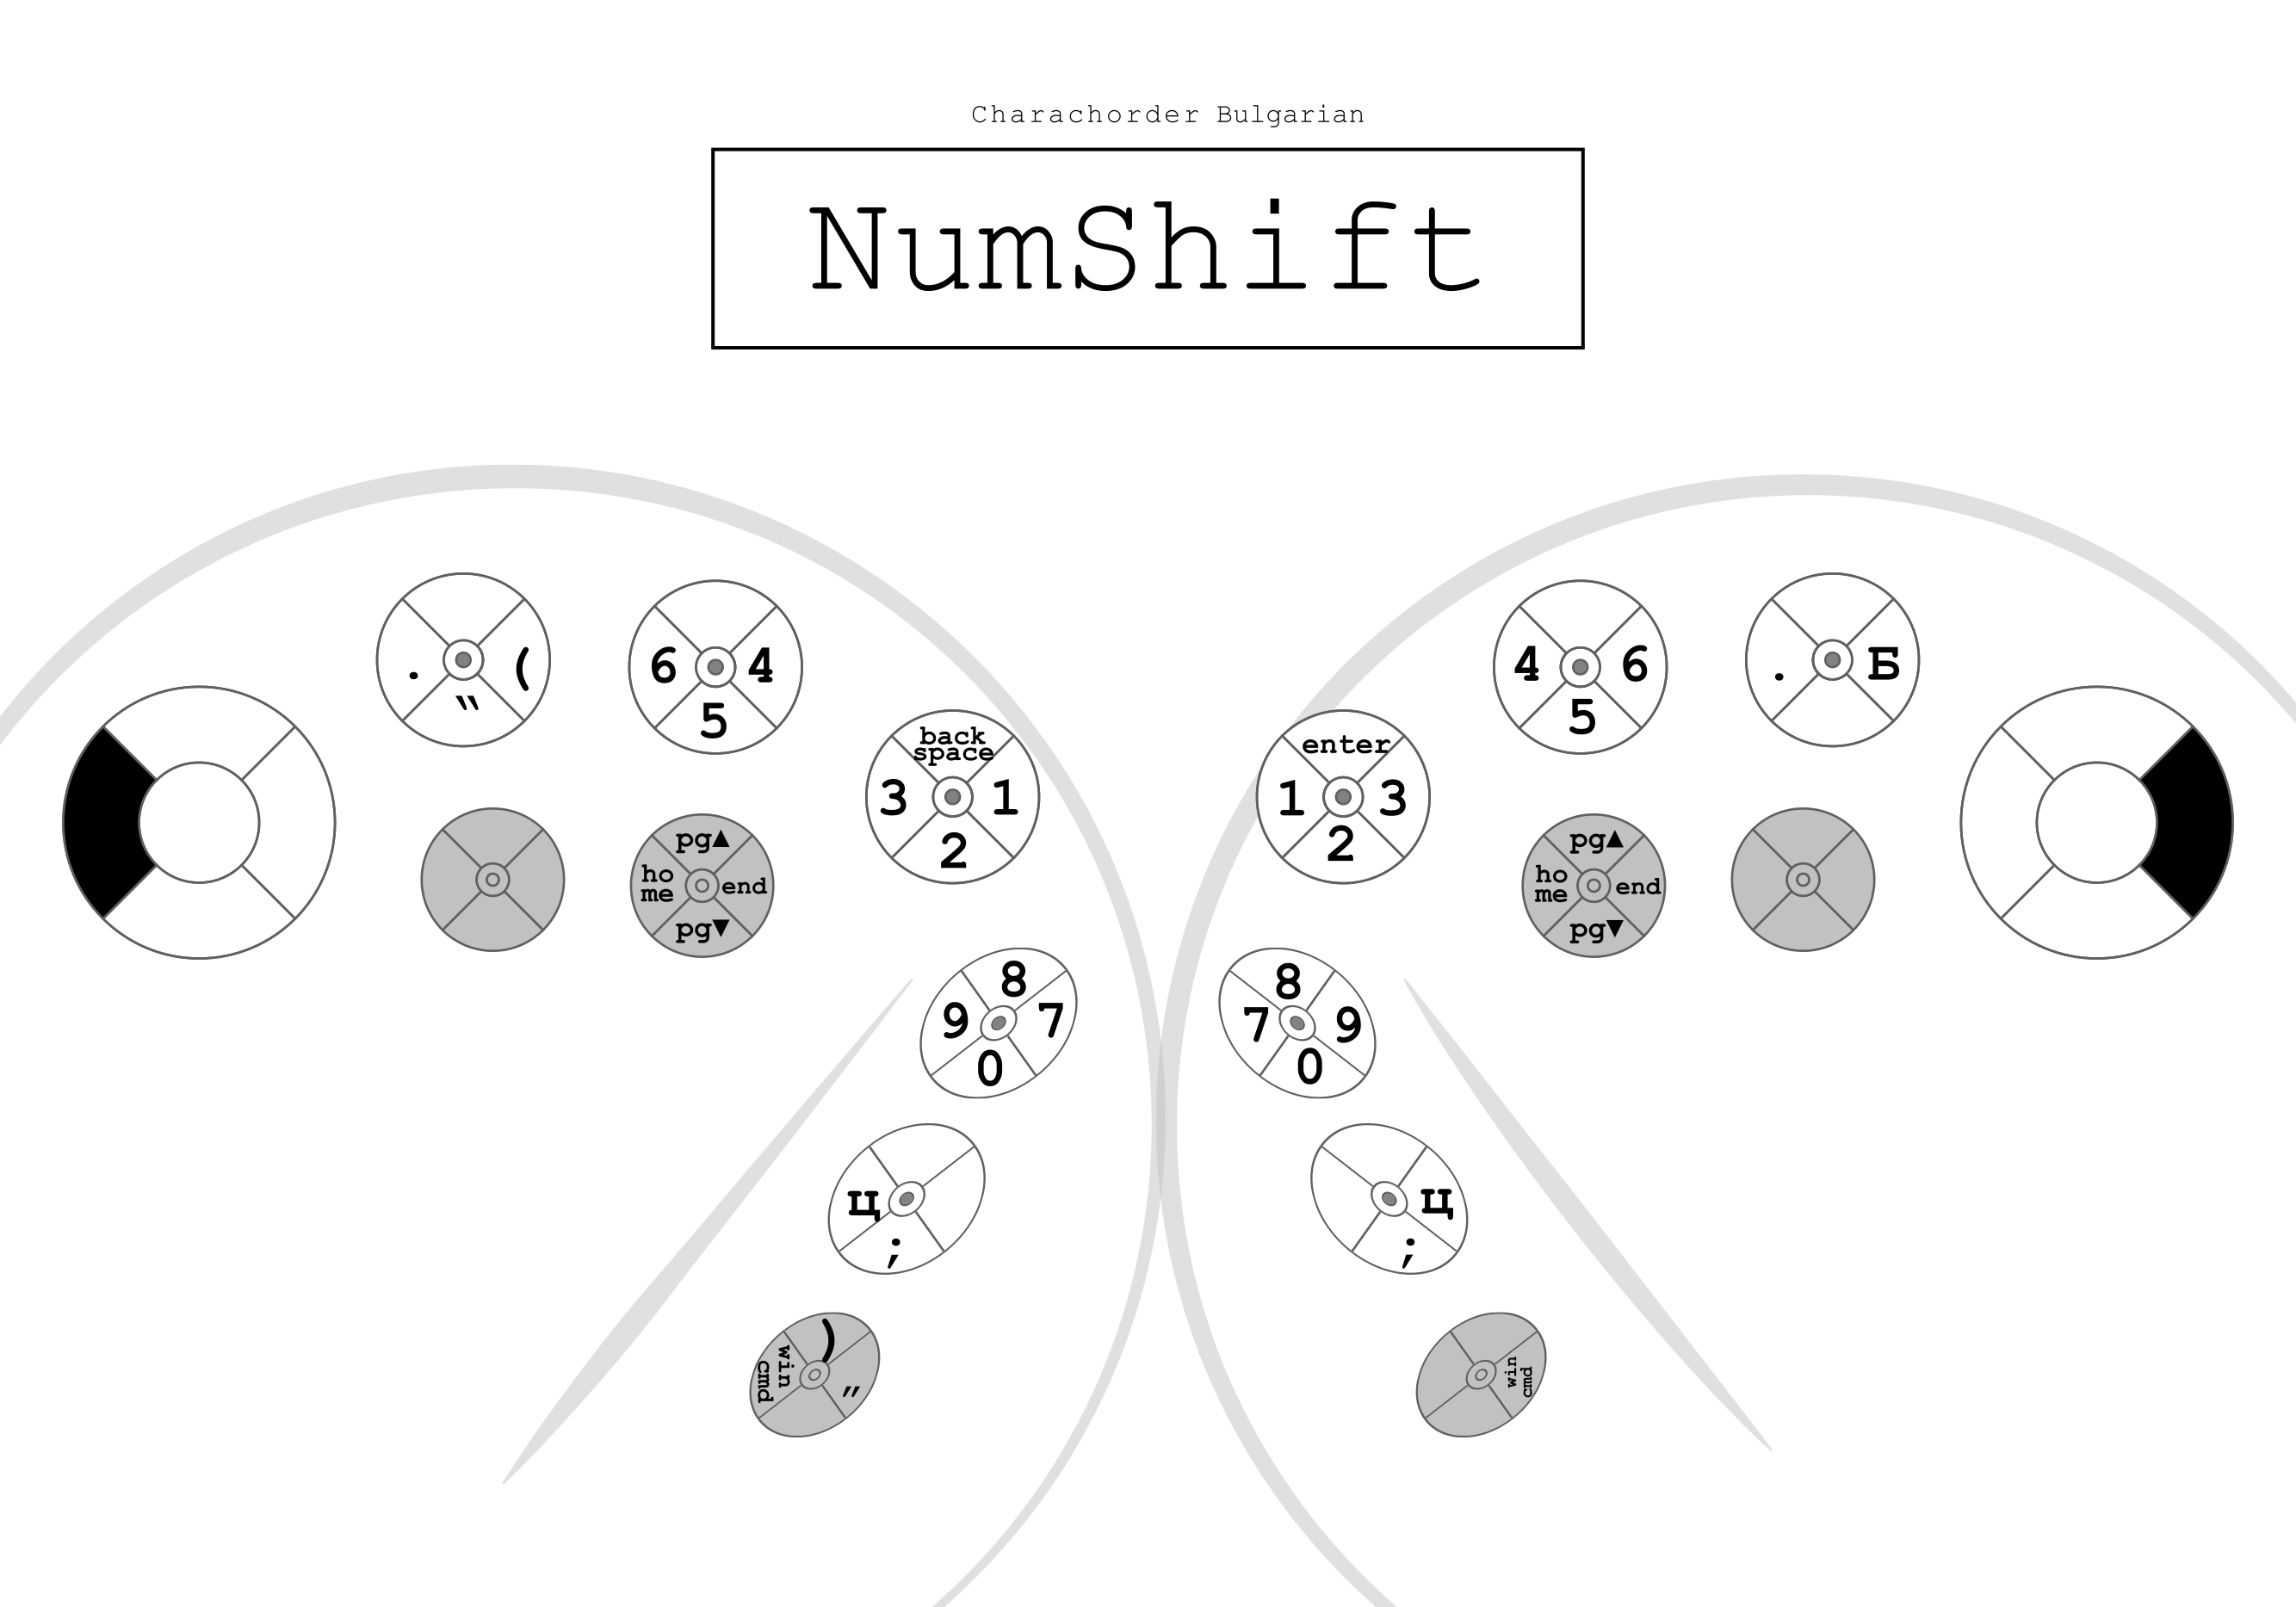 Charachorder Bulgarian
NumShift
. “ (
6 4 5
4 6 5
. Б
back
space
3 1
2
enter
1 3
2
pg▲
ho
me
end
pg▼
pg▲
ho
me
end
pg▼
8
9 7
0
8
7 9
0
ц
;
ц
;
)
win
cmd
”
win
cmd